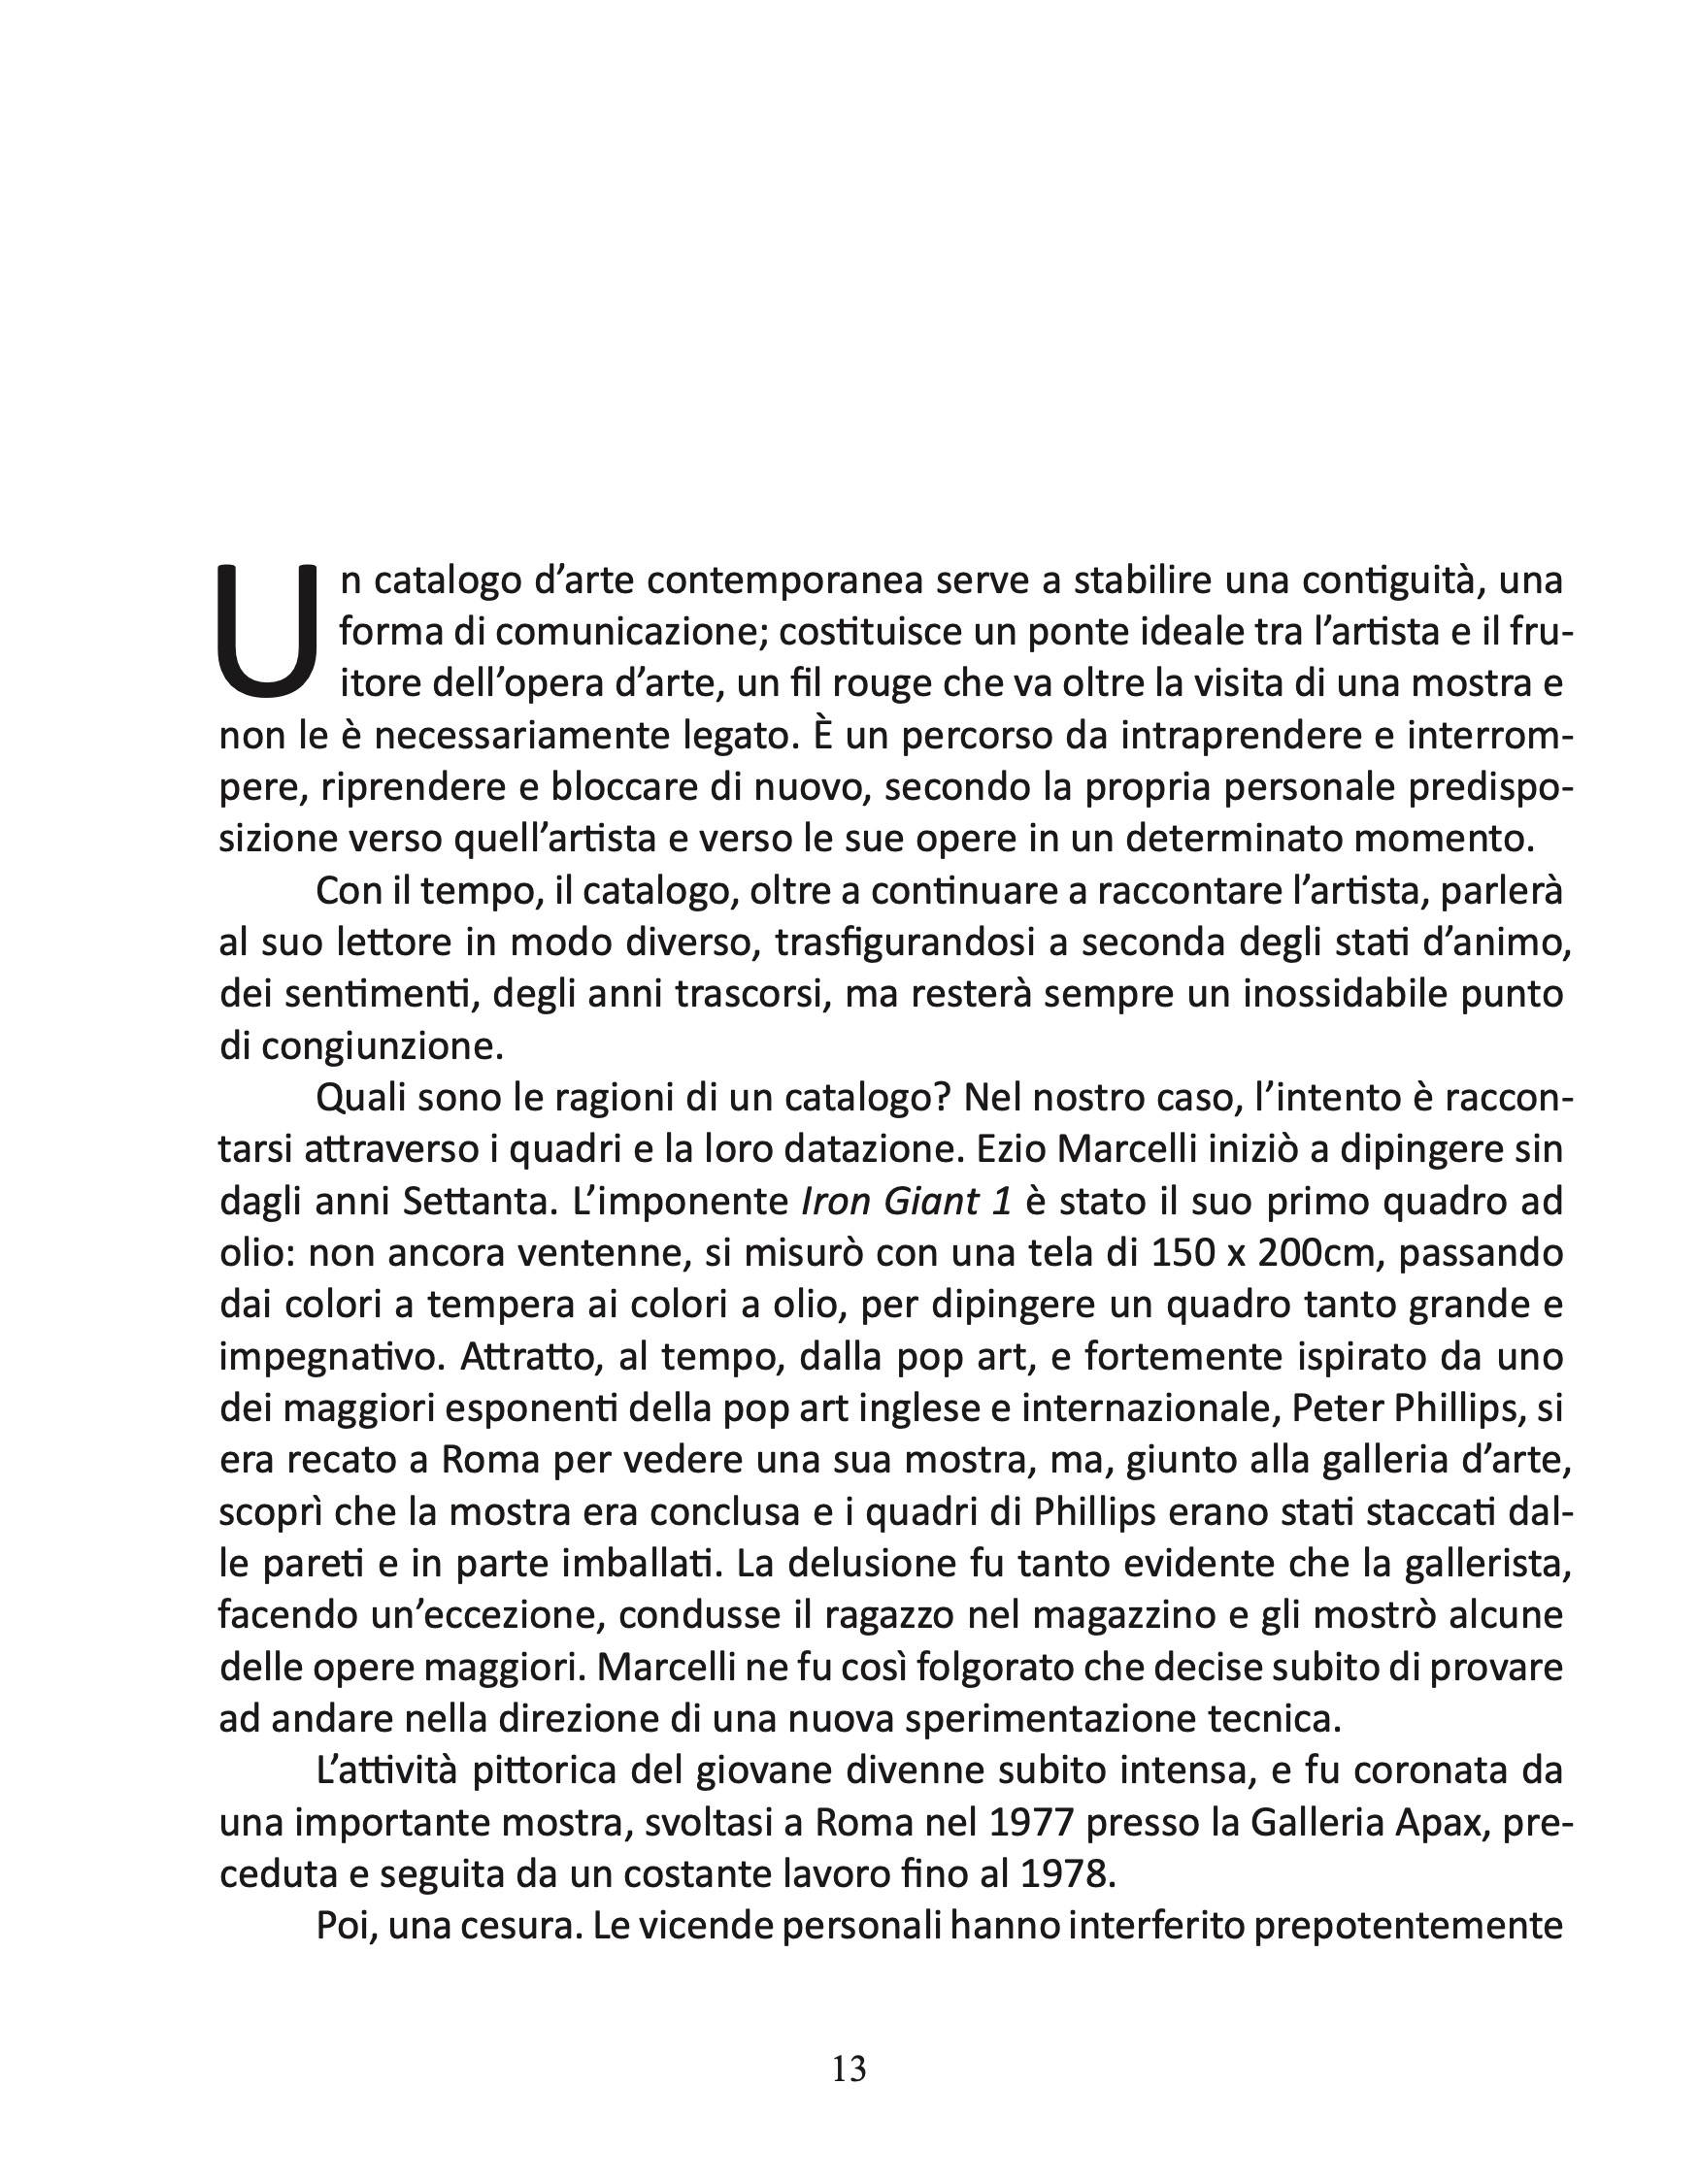 Un catalogo d’arte contemporanea serve a stabilire una contiguità, una
forma di comunicazione; costituisce un ponte ideale tra l’artista e il fru-
itore dell’opera d’arte, un fil rouge che va oltre la visita di una mostra e
non le è necessariamente legato. È un percorso da intraprendere e interrom-
pere, riprendere e bloccare di nuovo, secondo la propria personale predispo-
sizione verso quell’artista e verso le sue opere in un determinato momento.
Con il tempo, il catalogo, oltre a continuare a raccontare l’artista, parlerà
al suo lettore in modo diverso, trasfigurandosi a seconda degli stati d’animo,
dei sentimenti, degli anni trascorsi, ma resterà sempre un inossidabile punto
di congiunzione.
Quali sono le ragioni di un catalogo? Nel nostro caso, l’intento è raccon-
tarsi attraverso i quadri e la loro datazione. Ezio Marcelli iniziò a dipingere sin
dagli anni Settanta. L’imponente Iron Giant 1 è stato il suo primo quadro ad
olio: non ancora ventenne, si misurò con una tela di 150 x 200cm, passando
dai colori a tempera ai colori a olio, per dipingere un quadro tanto grande e
impegnativo. Attratto, al tempo, dalla pop art, e fortemente ispirato da uno
dei maggiori esponenti della pop art inglese e internazionale, Peter Phillips, si
era recato a Roma per vedere una sua mostra, ma, giunto alla galleria d’arte,
scoprì che la mostra era conclusa e i quadri di Phillips erano stati staccati dal-
le pareti e in parte imballati. La delusione fu tanto evidente che la gallerista,
facendo un’eccezione, condusse il ragazzo nel magazzino e gli mostrò alcune
delle opere maggiori. Marcelli ne fu così folgorato che decise subito di provare
ad andare nella direzione di una nuova sperimentazione tecnica.
L’attività pittorica del giovane divenne subito intensa, e fu coronata da
una importante mostra, svoltasi a Roma nel 1977 presso la Galleria Apax, pre-
ceduta e seguita da un costante lavoro fino al 1978.
Poi, una cesura. Le vicende personali hanno interferito prepotentemente
13